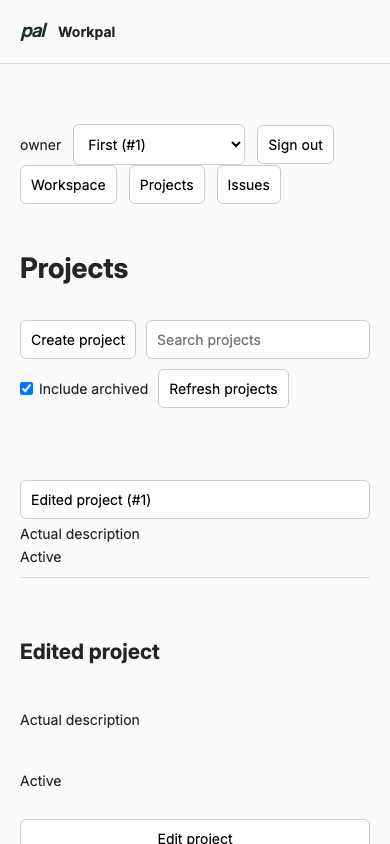 pal Workpal
owner First (#1) Sign out
Workspace Projects Issues
Projects
Create project Search projects
Include archived Refresh projects
Edited project (#1)
Actual description
Active
Edited project
Actual description
Active
Edit project